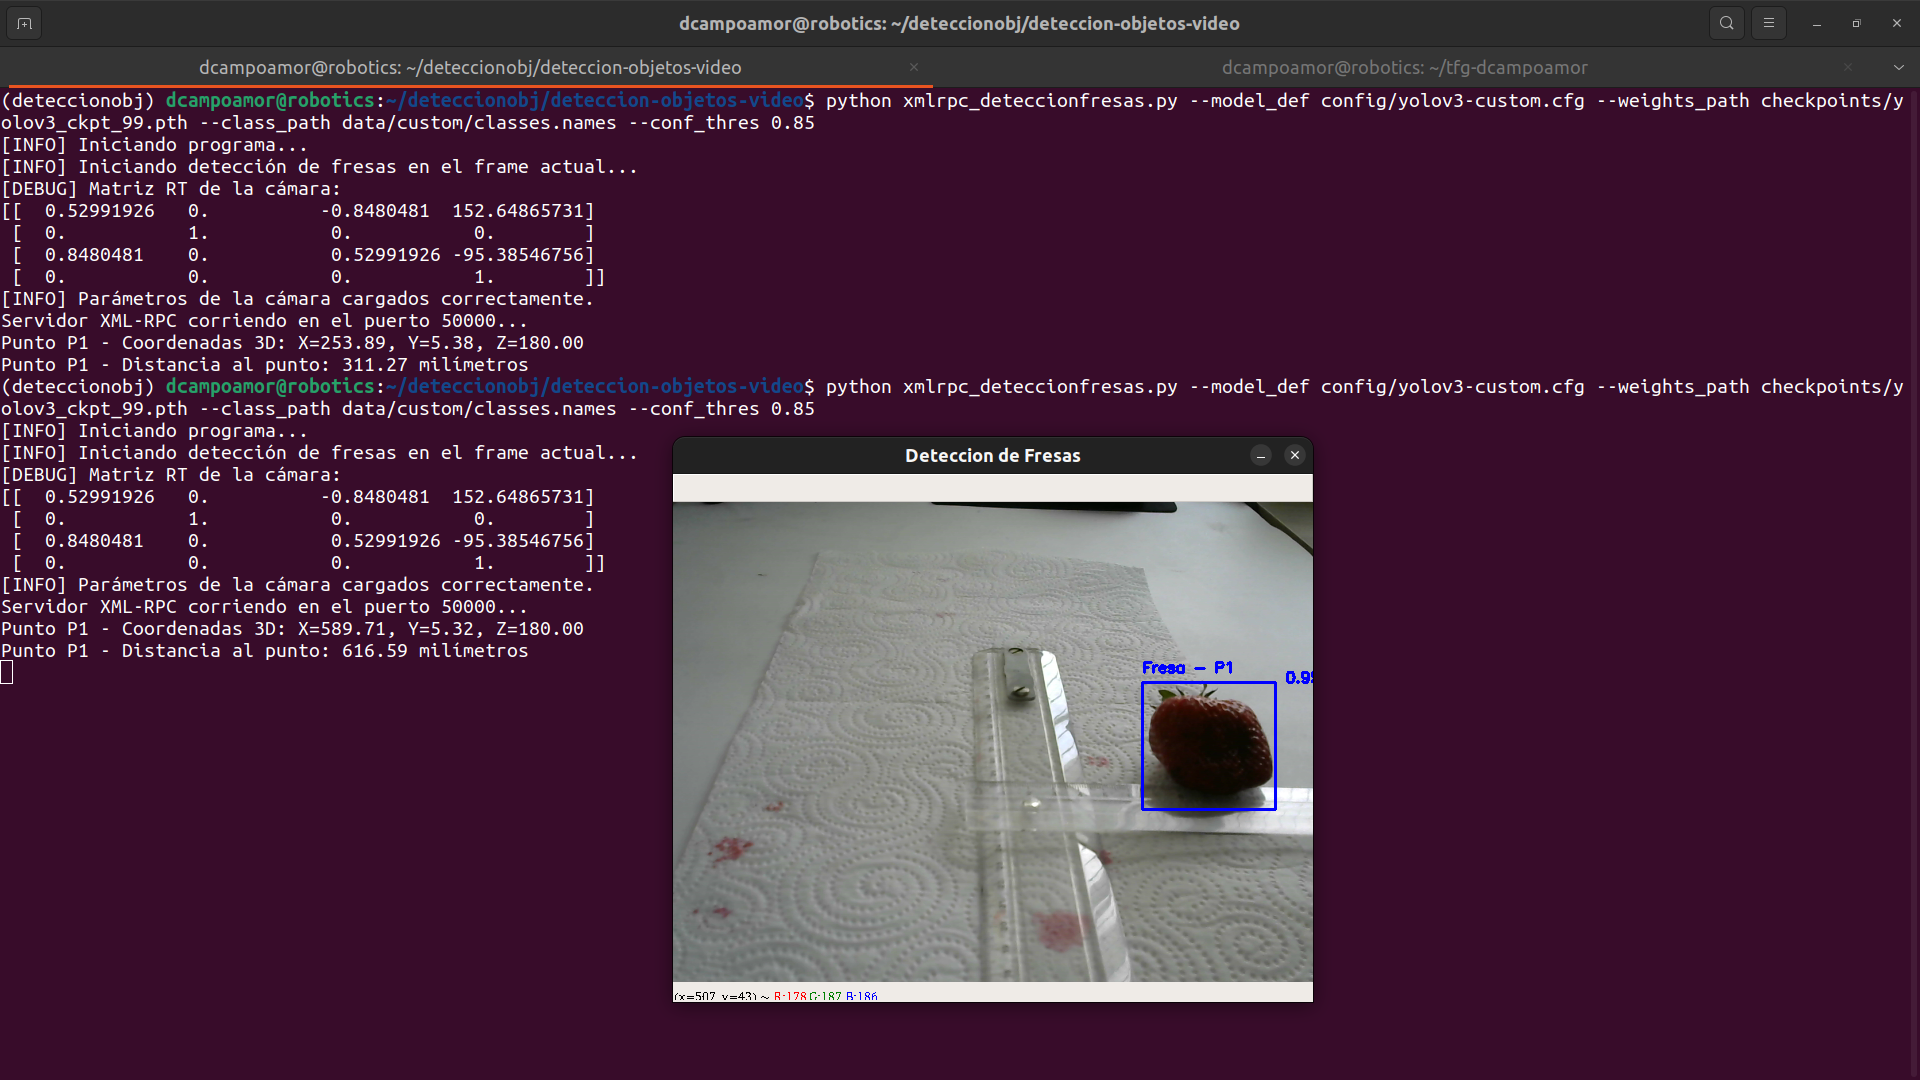 dcampoamor@robotics: ~/deteccionobj/deteccion-objetos-video
dcampoamor@robotics: ~/deteccionobj/deteccion-objetos-video
dcampoamor@robotics: ~/tfg-dcampoamor
(deteccionobj) dcampoamor@robotics:~/deteccionobj/deteccion-objetos-video$ python xmlrpc_deteccionfresas.py --model_def config/yolov3-custom.cfg --weights_path checkpoints/y
olov3_ckpt_99.pth --class_path data/custom/classes.names --conf_thres 0.85
[INFO] Iniciando programa...
[INFO] Iniciando detección de fresas en el frame actual...
[DEBUG] Matriz RT de la cámara:
[[ 0.52991926 0. -0.8480481 152.64865731]
[ 0. 1. 0. 0. ]
[ 0.8480481 0. 0.52991926 -95.38546756]
[ 0. 0. 0. 1. ]]
[INFO] Parámetros de la cámara cargados correctamente.
Servidor XML-RPC corriendo en el puerto 50000...
Punto P1 - Coordenadas 3D: X=253.89, Y=5.38, Z=180.00
Punto P1 - Distancia al punto: 311.27 milímetros
(deteccionobj) dcampoamor@robotics:~/deteccionobj/deteccion-objetos-video$ python xmlrpc_deteccionfresas.py --model_def config/yolov3-custom.cfg --weights_path checkpoints/y
olov3_ckpt_99.pth --class_path data/custom/classes.names --conf_thres 0.85
[INFO] Iniciando programa...
[INFO] Iniciando detección de fresas en el frame actual...
[DEBUG] Matriz RT de la cámara:
[[ 0.52991926 0. -0.8480481 152.64865731]
[ 0. 1. 0. 0. ]
[ 0.8480481 0. 0.52991926 -95.38546756]
[ 0. 0. 0. 1. ]]
[INFO] Parámetros de la cámara cargados correctamente.
Servidor XML-RPC corriendo en el puerto 50000...
Punto P1 - Coordenadas 3D: X=589.71, Y=5.32, Z=180.00
Punto P1 - Distancia al punto: 616.59 milímetros
Deteccion de Fresas
Fresa - P1
(x=507, y=43) ~ R:178 G:187 B:186